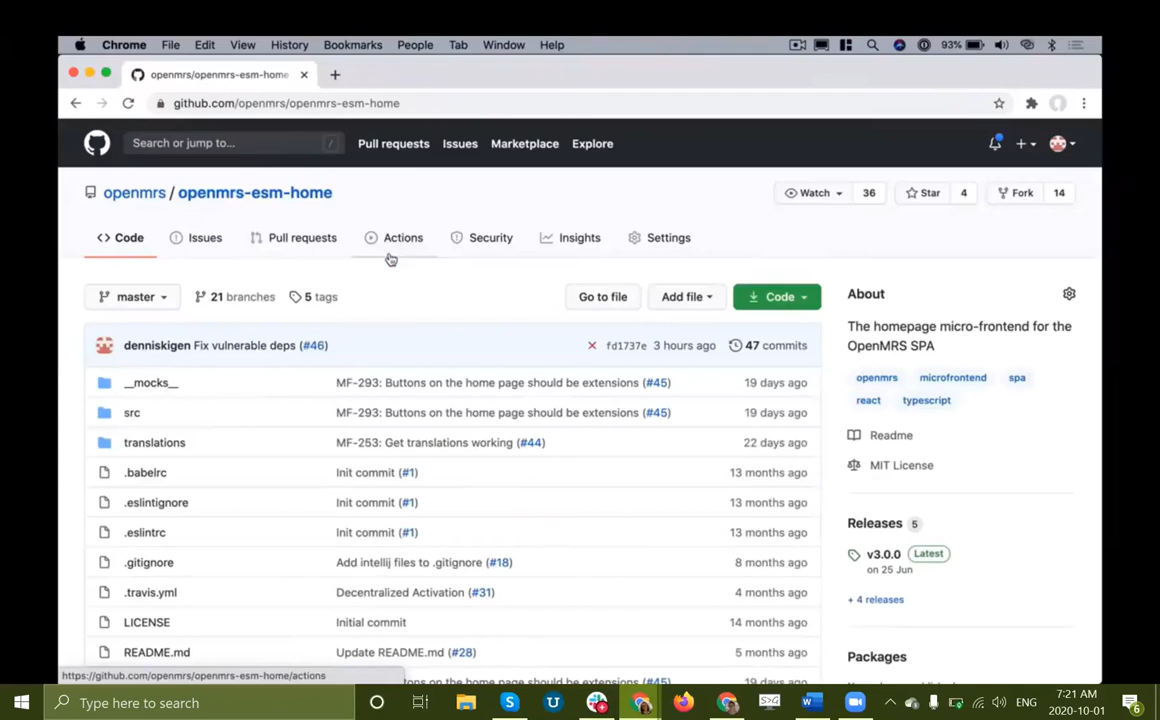 Chrome File Edit View History Bookmarks People Tab Window Help 93%
openmrs/openmrs-esm-home
github.com/openmrs/openmrs-esm-home
Search or jump to... / Pull requests Issues Marketplace Explore
openmrs / openmrs-esm-home Watch 36 Star 4 Fork 14
Code Issues Pull requests Actions Security Insights Settings
master 21 branches 5 tags Go to file Add file Code
About
The homepage micro-frontend for the
OpenMRS SPA
denniskigen Fix vulnerable deps (#46) fd1737e 3 hours ago 47 commits
__mocks__ MF-293: Buttons on the home page should be extensions (#45) 19 days ago
openmrs microfrontend spa
src MF-293: Buttons on the home page should be extensions (#45) 19 days ago
react typescript
translations MF-253: Get translations working (#44) 22 days ago
Readme
.babelrc Init commit (#1) 13 months ago
MIT License
.eslintignore Init commit (#1) 13 months ago
Releases 5
.eslintrc Init commit (#1) 13 months ago
v3.0.0 Latest
on 25 Jun
.gitignore Add intellij files to .gitignore (#18) 8 months ago
.travis.yml Decentralized Activation (#31) 4 months ago
+ 4 releases
LICENSE Initial commit 14 months ago
README.md Update README.md (#28) 5 months ago
Packages
https://github.com/openmrs/openmrs-esm-home/actions
Type here to search ENG 7:21 AM
2020-10-01 6